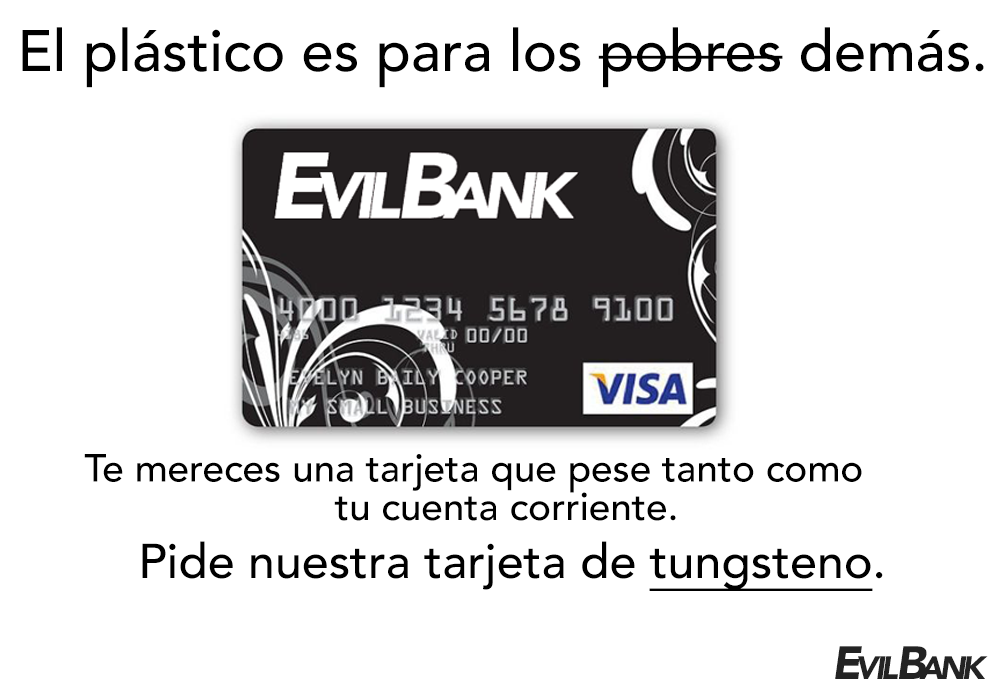 El plástico es para los pobres demás.
EVILBANK
4000 1234 5678 9100
VALID THRU 00/00
EVELYN BAILY COOPER
MY SMALL BUSINESS
VISA
Te mereces una tarjeta que pese tanto como
tu cuenta corriente.
Pide nuestra tarjeta de tungsteno.
EVILBANK